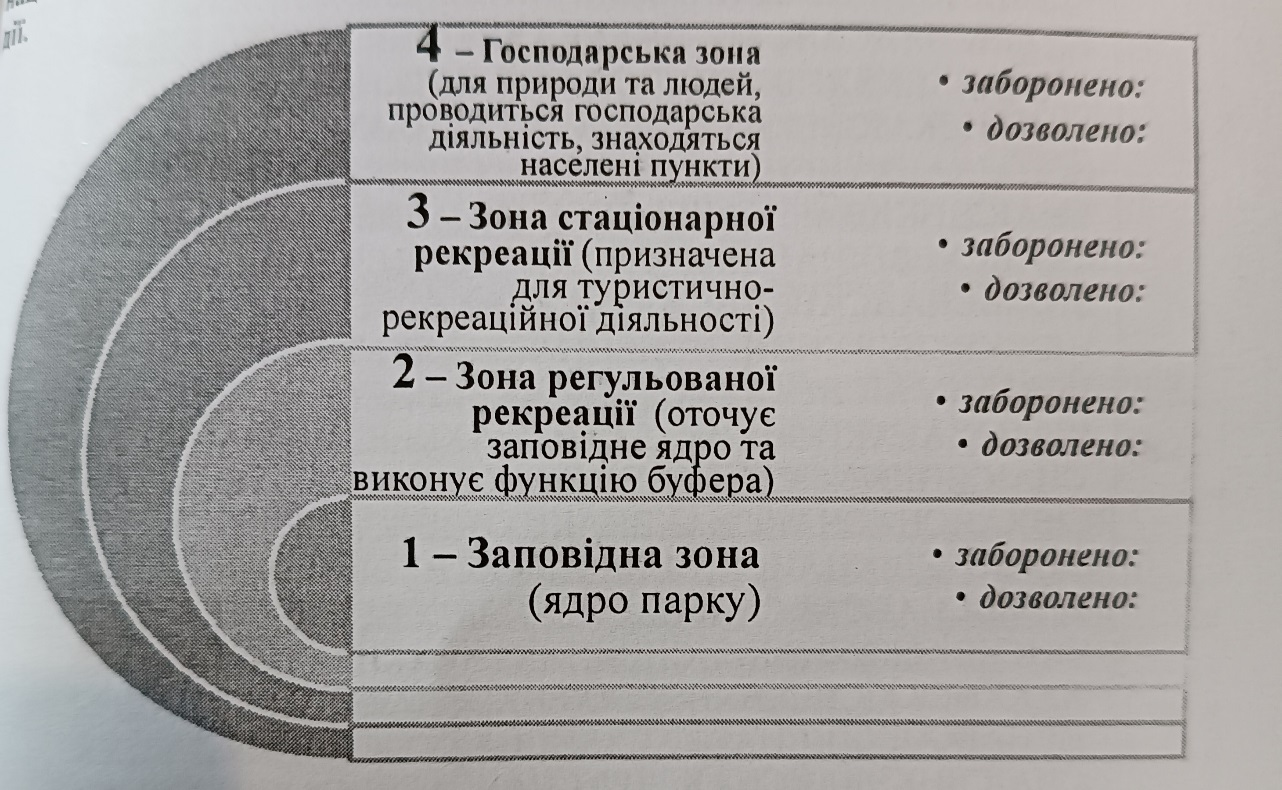 дії.
4 – Господарська зона
(для природи та людей,
проводиться господарська
діяльність, знаходяться
населені пункти)
• заборонено:
• дозволено:
3 – Зона стаціонарної
рекреації (призначена
для туристично-
рекреаційної діяльності)
• заборонено:
• дозволено:
2 – Зона регульованої
рекреації (оточує
заповідне ядро та
виконує функцію буфера)
• заборонено:
• дозволено:
1 – Заповідна зона
(ядро парку)
• заборонено:
• дозволено: